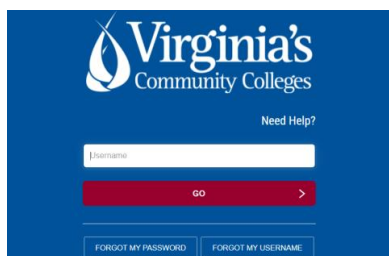 Virginia's
Community Colleges
Need Help?
Username
GO
FORGOT MY PASSWORD FORGOT MY USERNAME